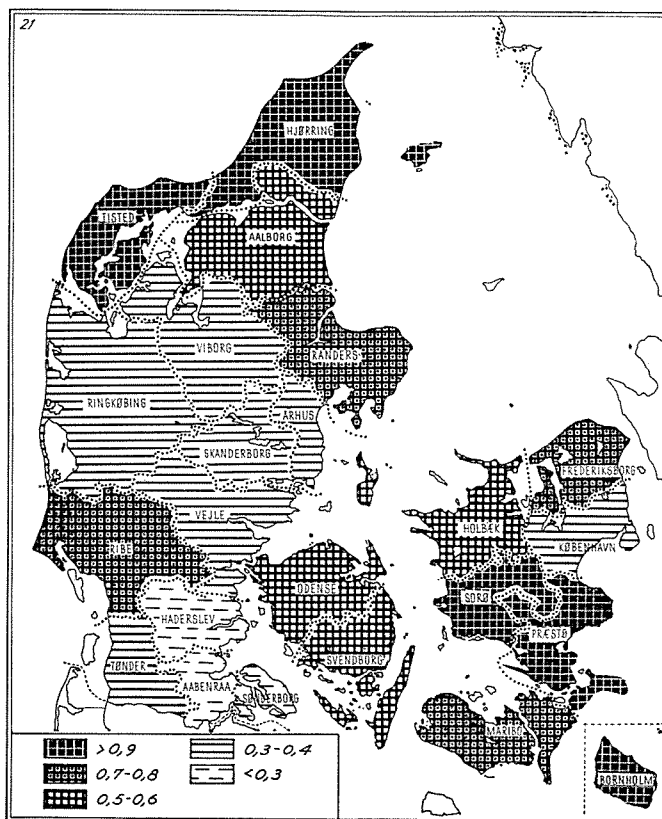 21
HJØRRING
TISTED
AALBORG
VIBORG
RANDERS
RINGKØBING
ÅRHUS
SKANDERBORG
FREDERIKSBORG
VEJLE
HOLBÆK
KØBENHAVN
RIBE
ODENSE
SORØ
HADERSLEV
PRÆSTØ
SVENDBORG
TØNDER
AABENRAA
SØNDERBORG
MARIBO
BORNHOLM
>0,9
0,7-0,8
0,5-0,6
0,3-0,4
<0,3